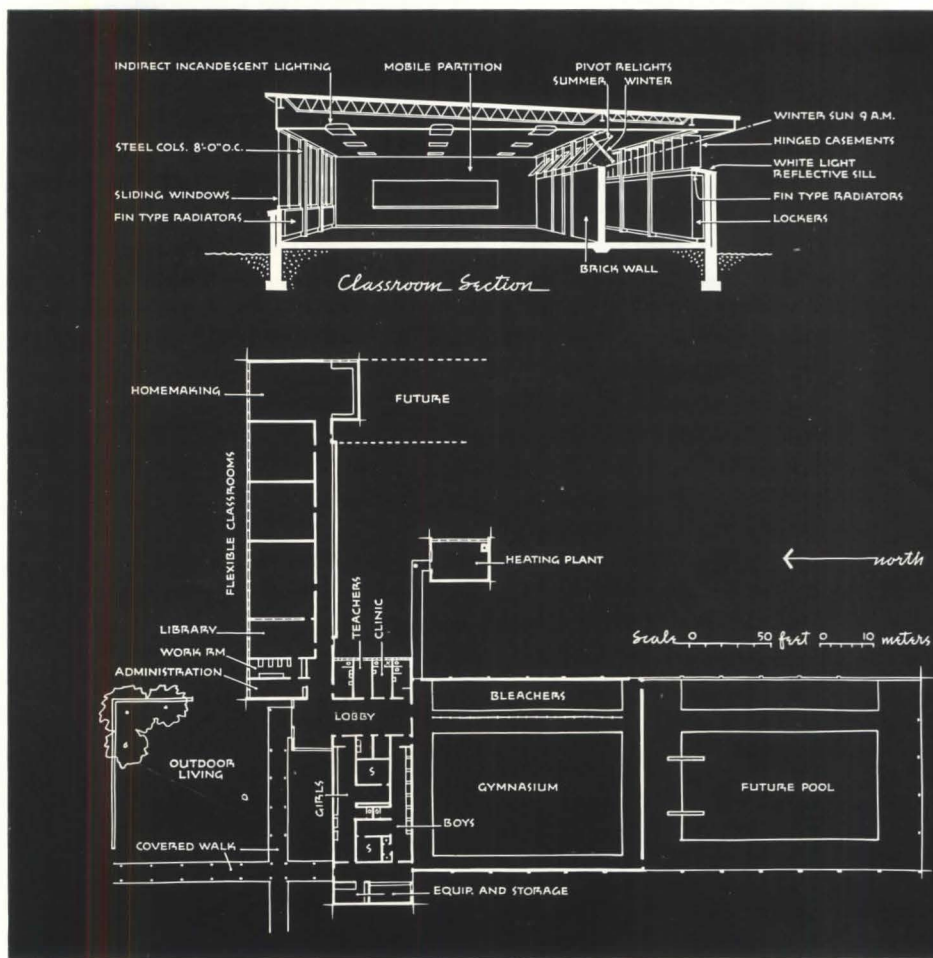 INDIRECT INCANDESCENT LIGHTING
MOBILE PARTITION
PIVOT RELIGHTS
SUMMER WINTER
WINTER SUN 9 A.M.
STEEL COLS. 8'-0" O.C.
HINGED CASEMENTS
WHITE LIGHT
REFLECTIVE SILL
SLIDING WINDOWS
FIN TYPE RADIATORS
FIN TYPE RADIATORS
LOCKERS
BRICK WALL
Classroom Section
HOMEMAKING
FUTURE
FLEXIBLE CLASSROOMS
HEATING PLANT
north
TEACHERS
CLINIC
LIBRARY
Scale 0 50 feet 0 10 meters
WORK RM
ADMINISTRATION
BLEACHERS
LOBBY
OUTDOOR
LIVING
GIRLS
S
GYMNASIUM
FUTURE POOL
BOYS
S
COVERED WALK
EQUIP. AND STORAGE